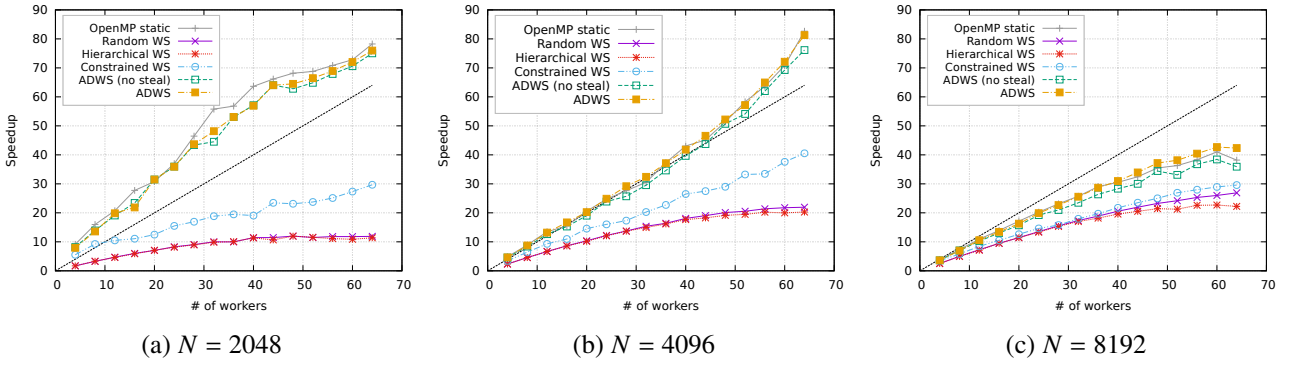 90
80
70
60
50
40
30
20
10
0
Speedup
OpenMP static
Random WS
Hierarchical WS
Constrained WS
ADWS (no steal)
ADWS
0 10 20 30 40 50 60 70
# of workers
(a) N = 2048
90
80
70
60
50
40
30
20
10
0
Speedup
OpenMP static
Random WS
Hierarchical WS
Constrained WS
ADWS (no steal)
ADWS
0 10 20 30 40 50 60 70
# of workers
(b) N = 4096
90
80
70
60
50
40
30
20
10
0
Speedup
OpenMP static
Random WS
Hierarchical WS
Constrained WS
ADWS (no steal)
ADWS
0 10 20 30 40 50 60 70
# of workers
(c) N = 8192